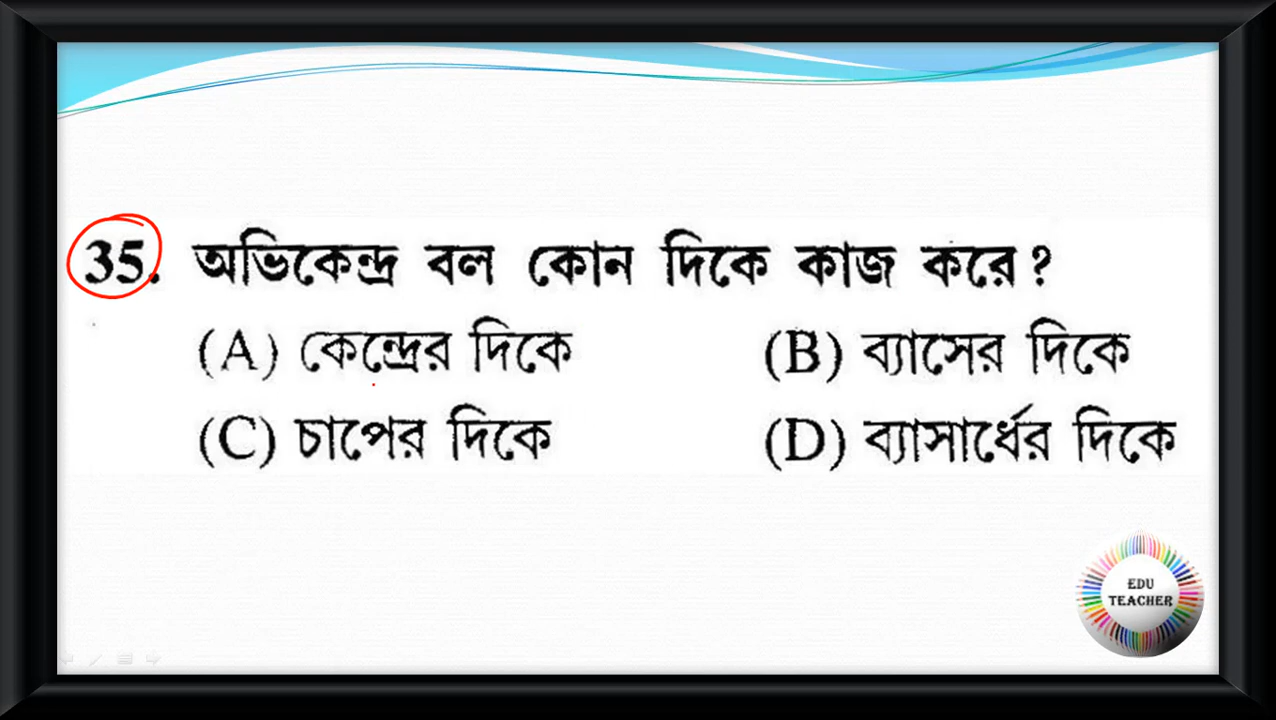 35. অভিকেন্দ্র বল কোন দিকে কাজ করে ?
(A) কেন্দ্রের দিকে (B) ব্যাসের দিকে
(C) চাপের দিকে (D) ব্যাসার্ধের দিকে
EDU
TEACHER